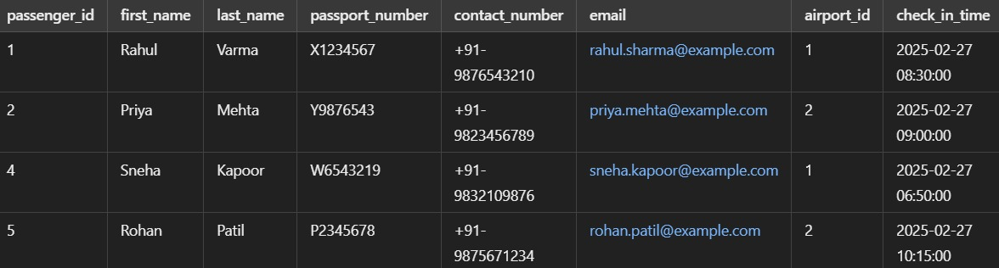 passenger_id first_name last_name passport_number contact_number email airport_id check_in_time
1 Rahul Varma X1234567 +91- rahul.sharma@example.com 1 2025-02-27
9876543210 08:30:00
2 Priya Mehta Y9876543 +91- priya.mehta@example.com 2 2025-02-27
9823456789 09:00:00
4 Sneha Kapoor W6543219 +91- sneha.kapoor@example.com 1 2025-02-27
9832109876 06:50:00
5 Rohan Patil P2345678 +91- rohan.patil@example.com 2 2025-02-27
9875671234 10:15:00